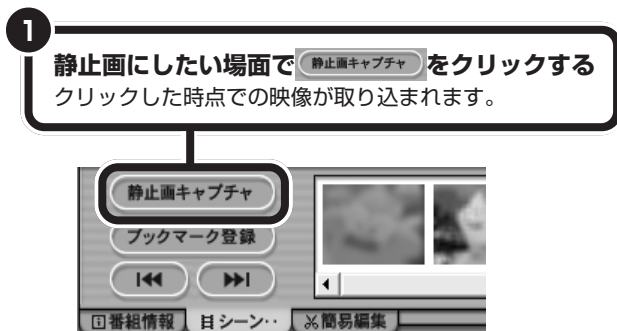 1
静止画にしたい場面で 静止画キャプチャ をクリックする
クリックした時点での映像が取り込まれます。
静止画キャプチャ
ブックマーク登録
番組情報 シーン‥ 簡易編集